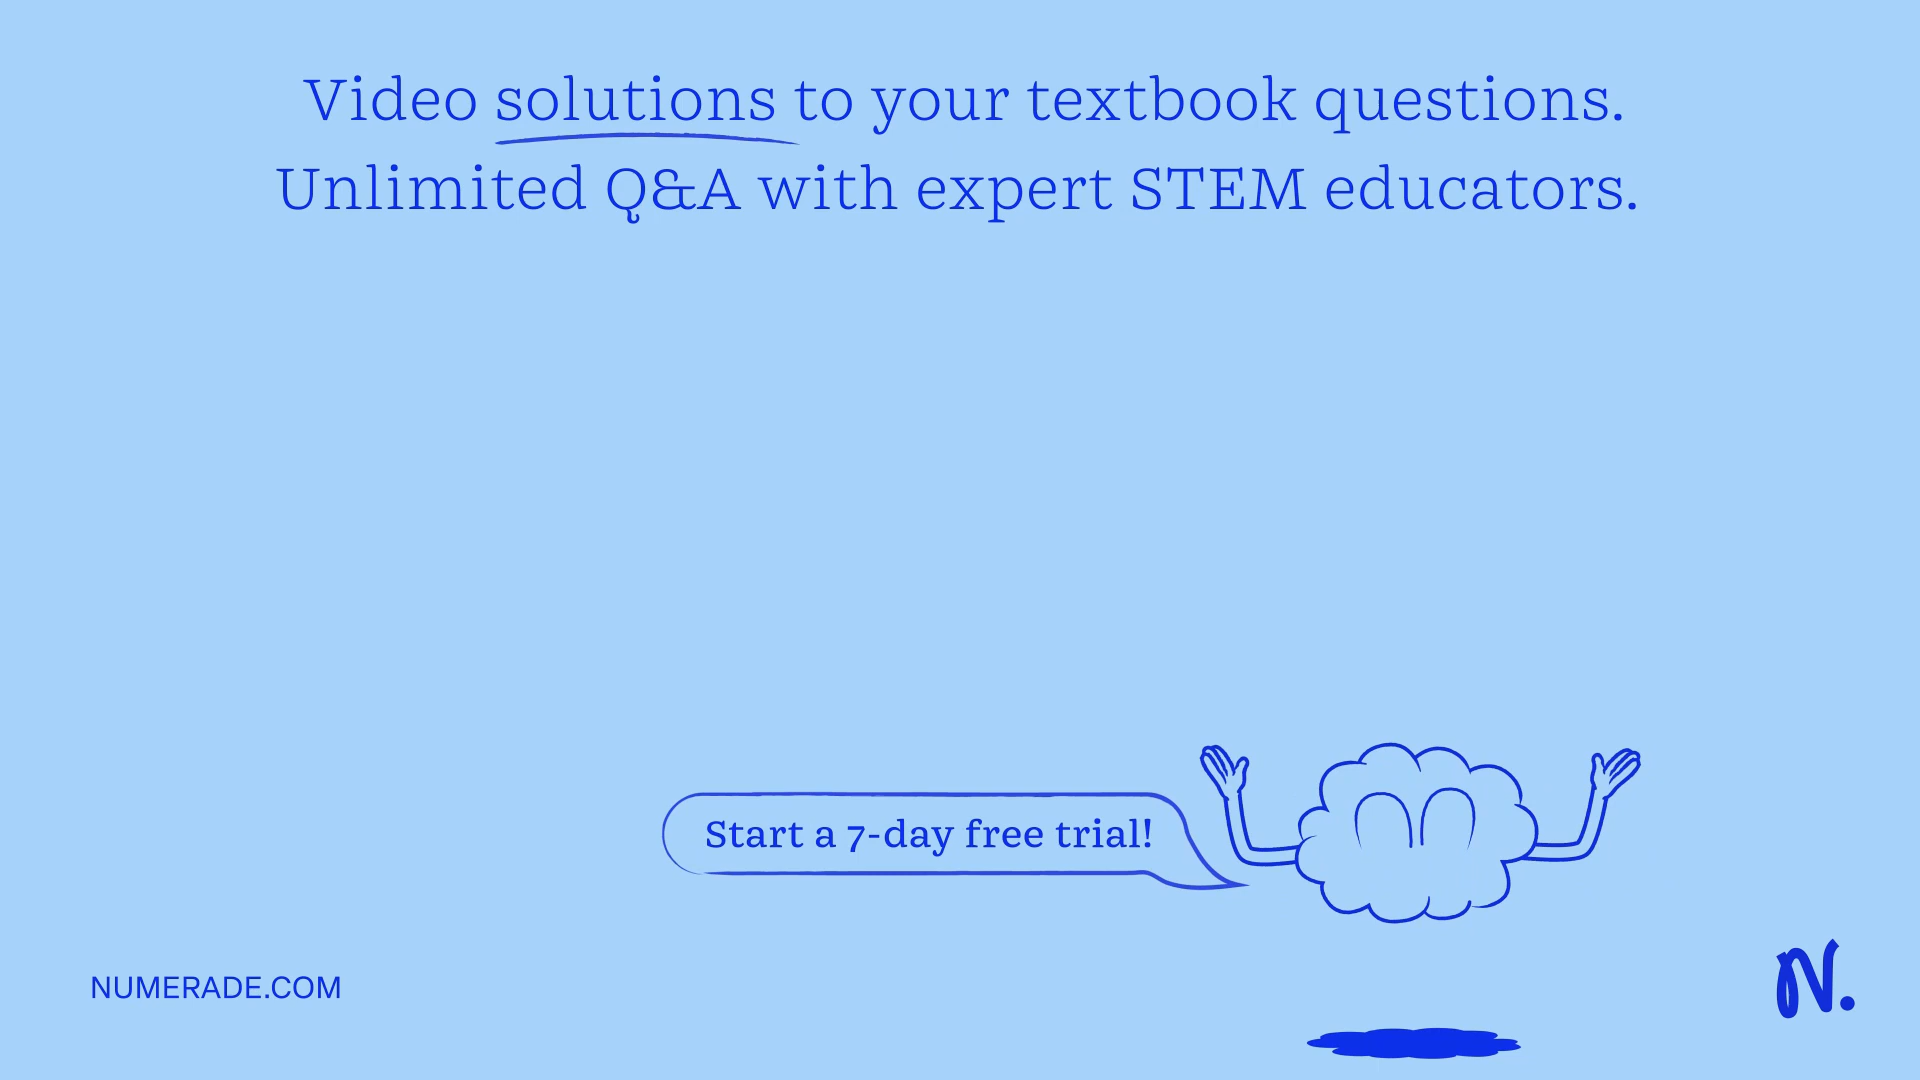 Video solutions to your textbook questions.
Unlimited Q&A with expert STEM educators.
Start a 7-day free trial!
NUMERADE.COM
N.